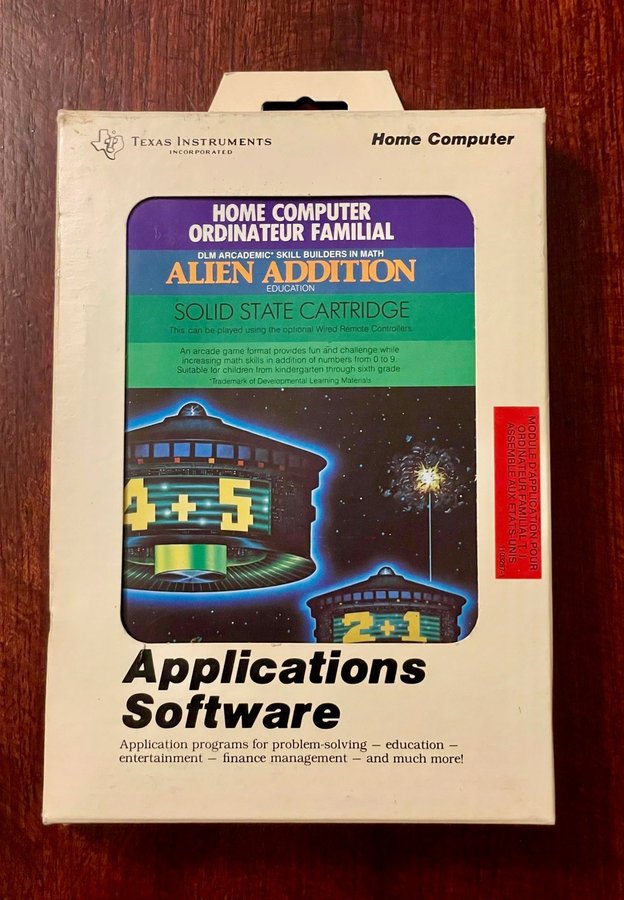 TEXAS INSTRUMENTS
INCORPORATED
Home Computer
HOME COMPUTER
ORDINATEUR FAMILIAL
DLM ARCADEMIC* SKILL BUILDERS IN MATH
ALIEN ADDITION
EDUCATION
SOLID STATE CARTRIDGE
This can be played using the optional Wired Remote Controllers.
An arcade game format provides fun and challenge while
increasing math skills in addition of numbers from 0 to 9.
Suitable for children from kindergarten through sixth grade
*Trademark of Developmental Learning Materials
4 + 5
2+1
MODULE D'APPLICATION POUR
ORDINATEUR FAMILIAL T.I.
ASSEMBLE AUX ETATS-UNIS
Applications
Software
Application programs for problem-solving — education —
entertainment — finance management — and much more!